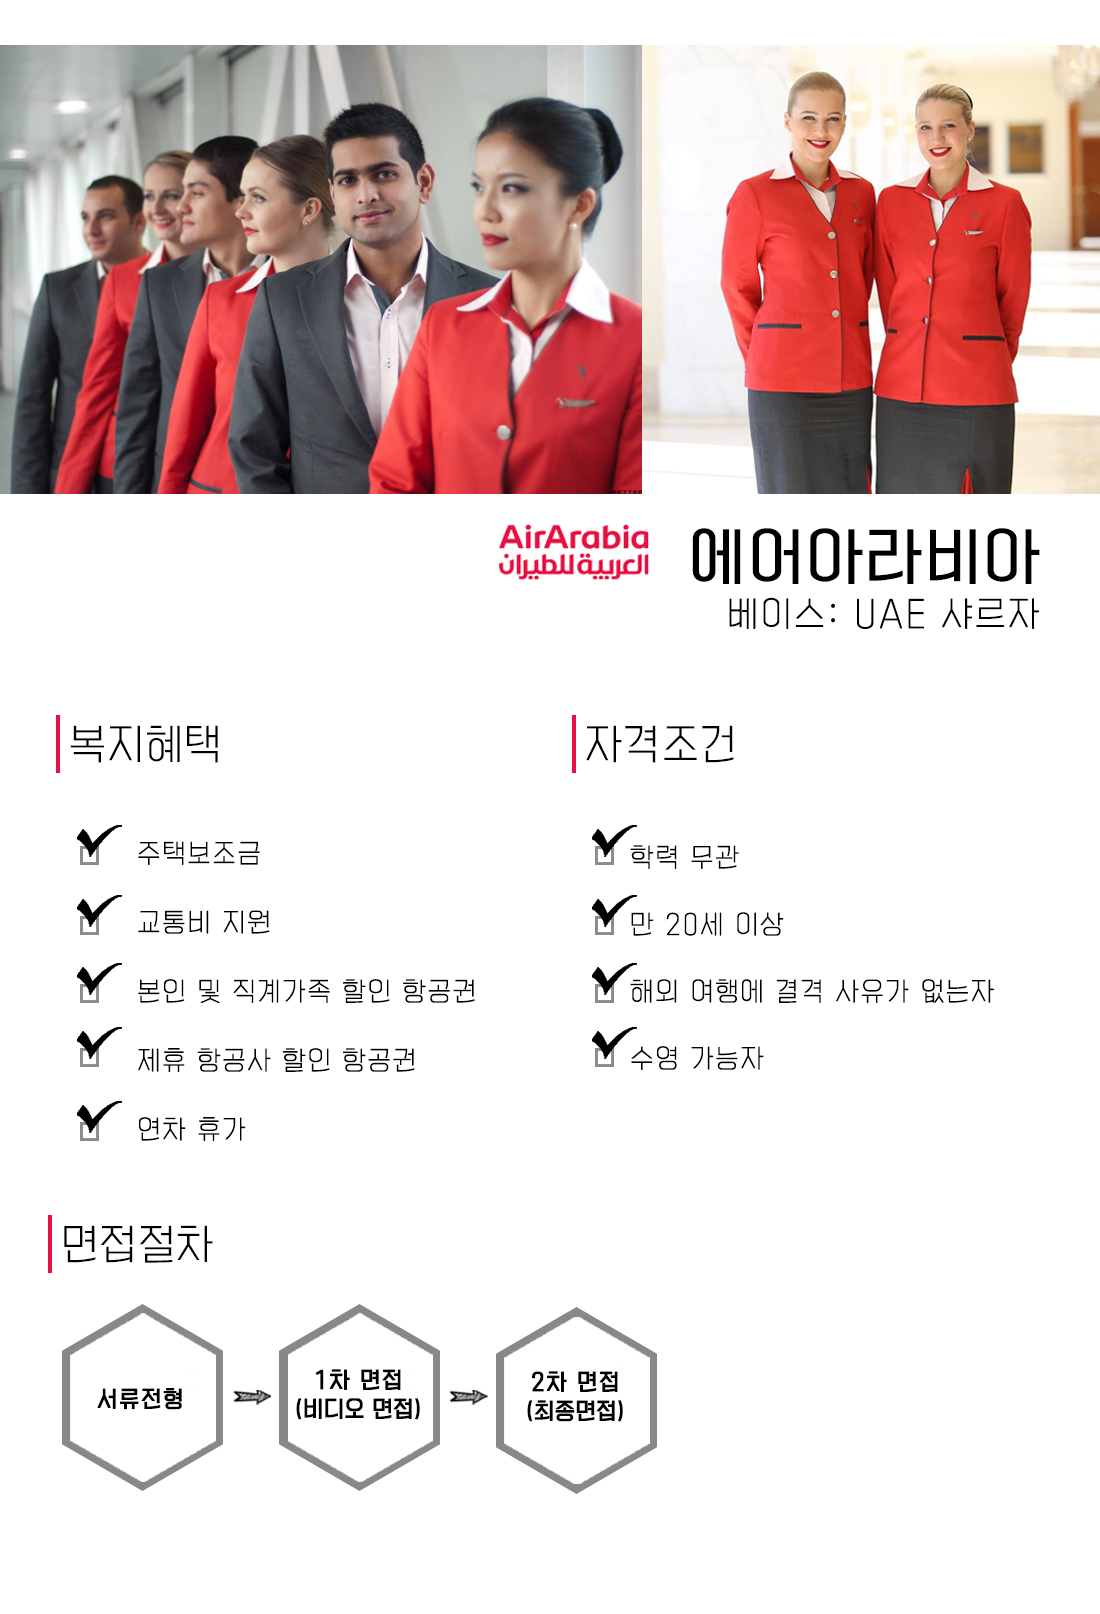 AirArabia
العربية للطيران
에어아라비아
베이스: UAE 샤르자
복지혜택
주택보조금
교통비 지원
본인 및 직계가족 할인 항공권
제휴 항공사 할인 항공권
연차 휴가
자격조건
학력 무관
만 20세 이상
해외 여행에 결격 사유가 없는자
수영 가능자
면접절차
서류전형
1차 면접
(비디오 면접)
2차 면접
(최종면접)